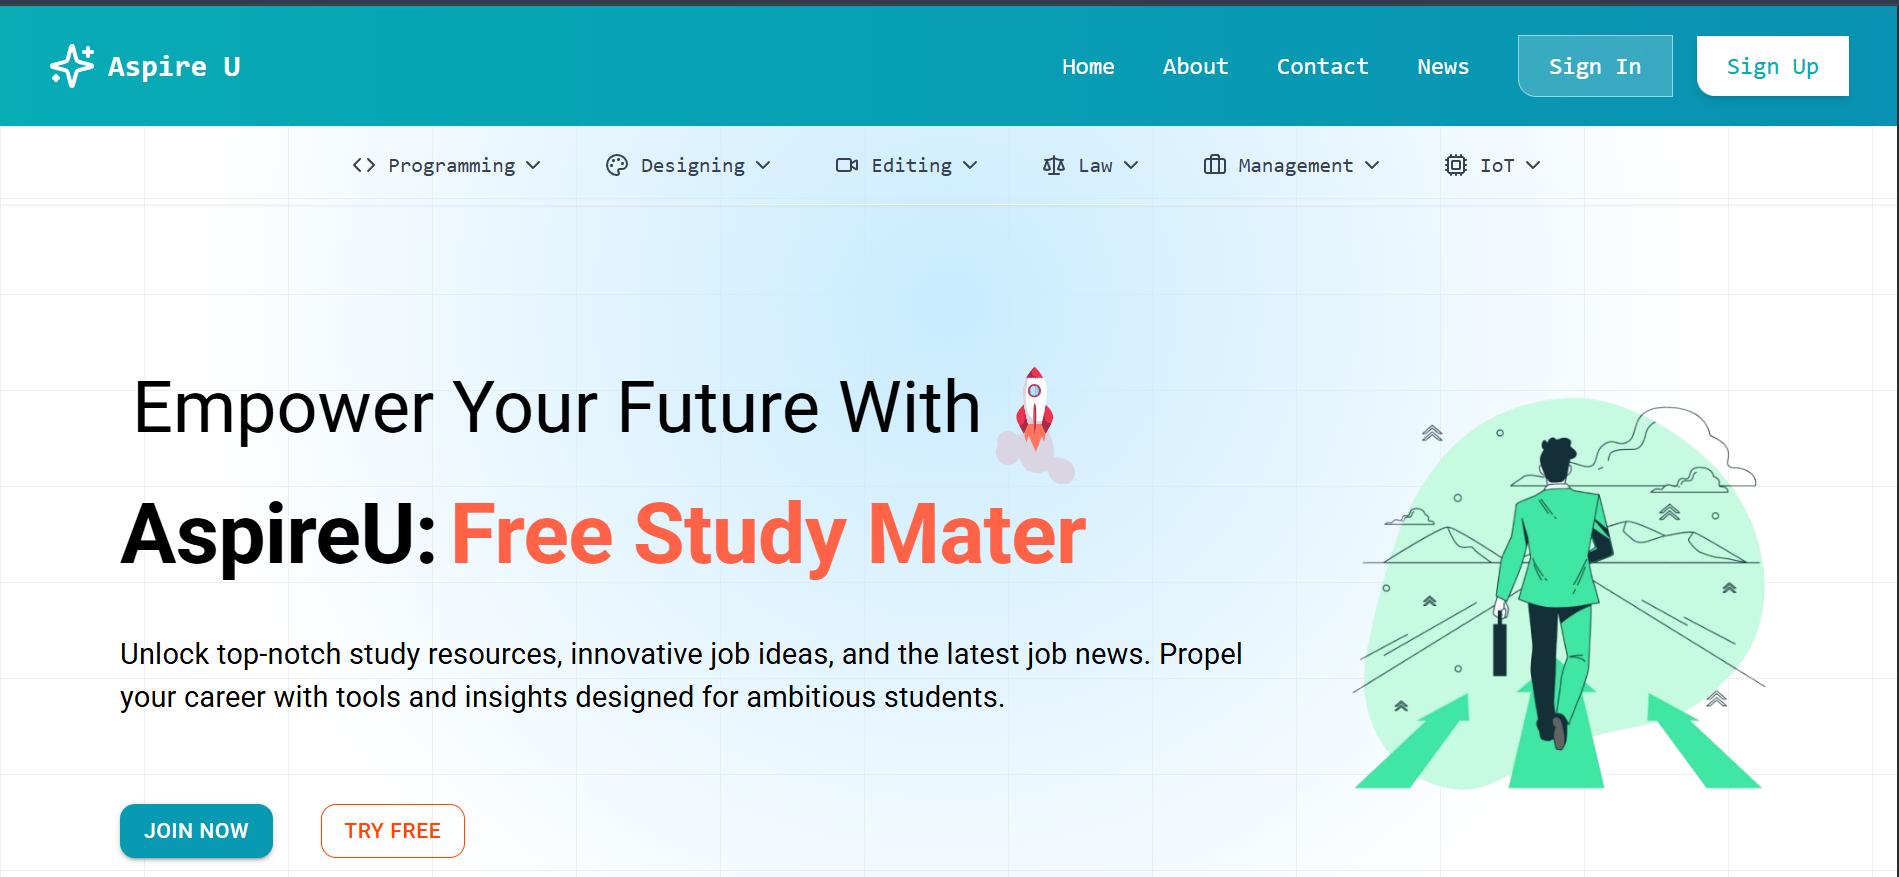 Aspire U
Home About Contact News Sign In Sign Up
Programming Designing Editing Law Management IoT
Empower Your Future With
AspireU: Free Study Mater
Unlock top-notch study resources, innovative job ideas, and the latest job news. Propel
your career with tools and insights designed for ambitious students.
JOIN NOW TRY FREE